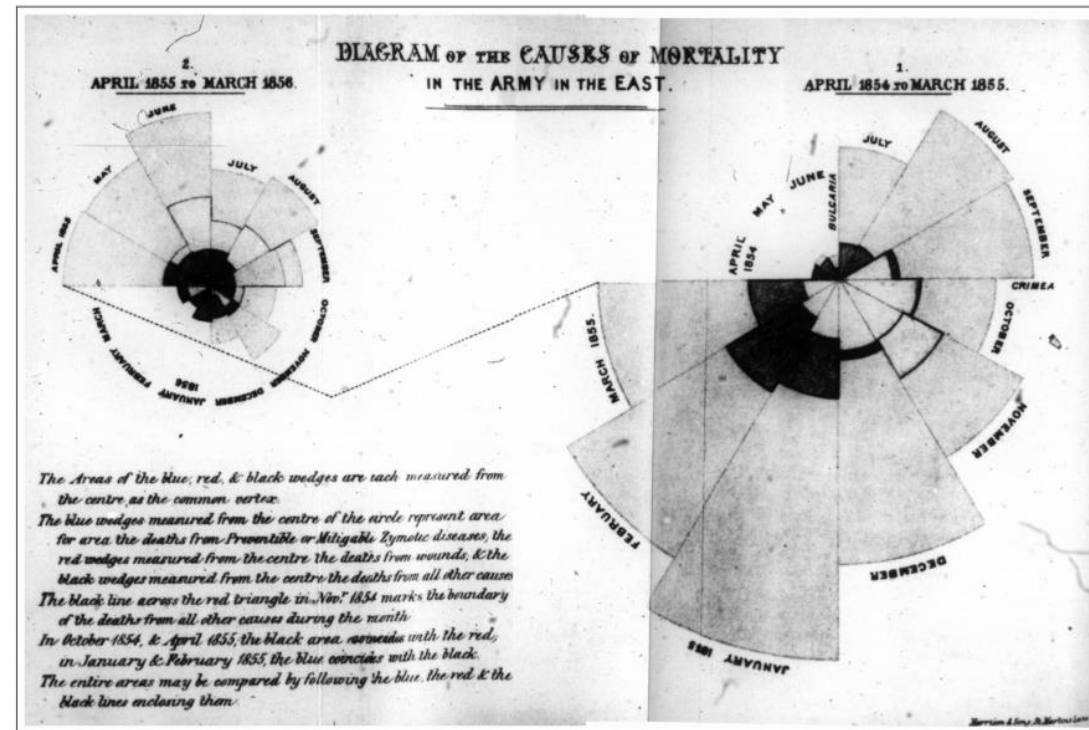 DIAGRAM OF THE CAUSES OF MORTALITY
IN THE ARMY IN THE EAST.
2.
APRIL 1855 TO MARCH 1856.
1.
APRIL 1854 TO MARCH 1855.
APRIL 1855
MAY
JUNE
JULY
AUGUST
SEPTEMBER
OCTOBER
NOVEMBER
DECEMBER
JANUARY 1856
FEBRUARY
MARCH
APRIL 1854
MAY
JUNE
BULGARIA
JULY
AUGUST
SEPTEMBER
CRIMEA
OCTOBER
NOVEMBER
DECEMBER
JANUARY 1855
FEBRUARY
MARCH 1855.
The Areas of the blue, red, & black wedges are each measured from
the centre as the common vertex.
The blue wedges measured from the centre of the circle represent area
for area the deaths from Preventible or Mitigable Zymotic diseases, the
red wedges measured from the centre the deaths from wounds, & the
black wedges measured from the centre the deaths from all other causes
The black line across the red triangle in Novr. 1854 marks the boundary
of the deaths from all other causes during the month
In October 1854, & April 1855, the black area coincides with the red,
in January & February 1855, the blue coincides with the black.
The entire areas may be compared by following the blue, the red & the
black lines enclosing them.
Harrison & Sons, St. Martins Lane